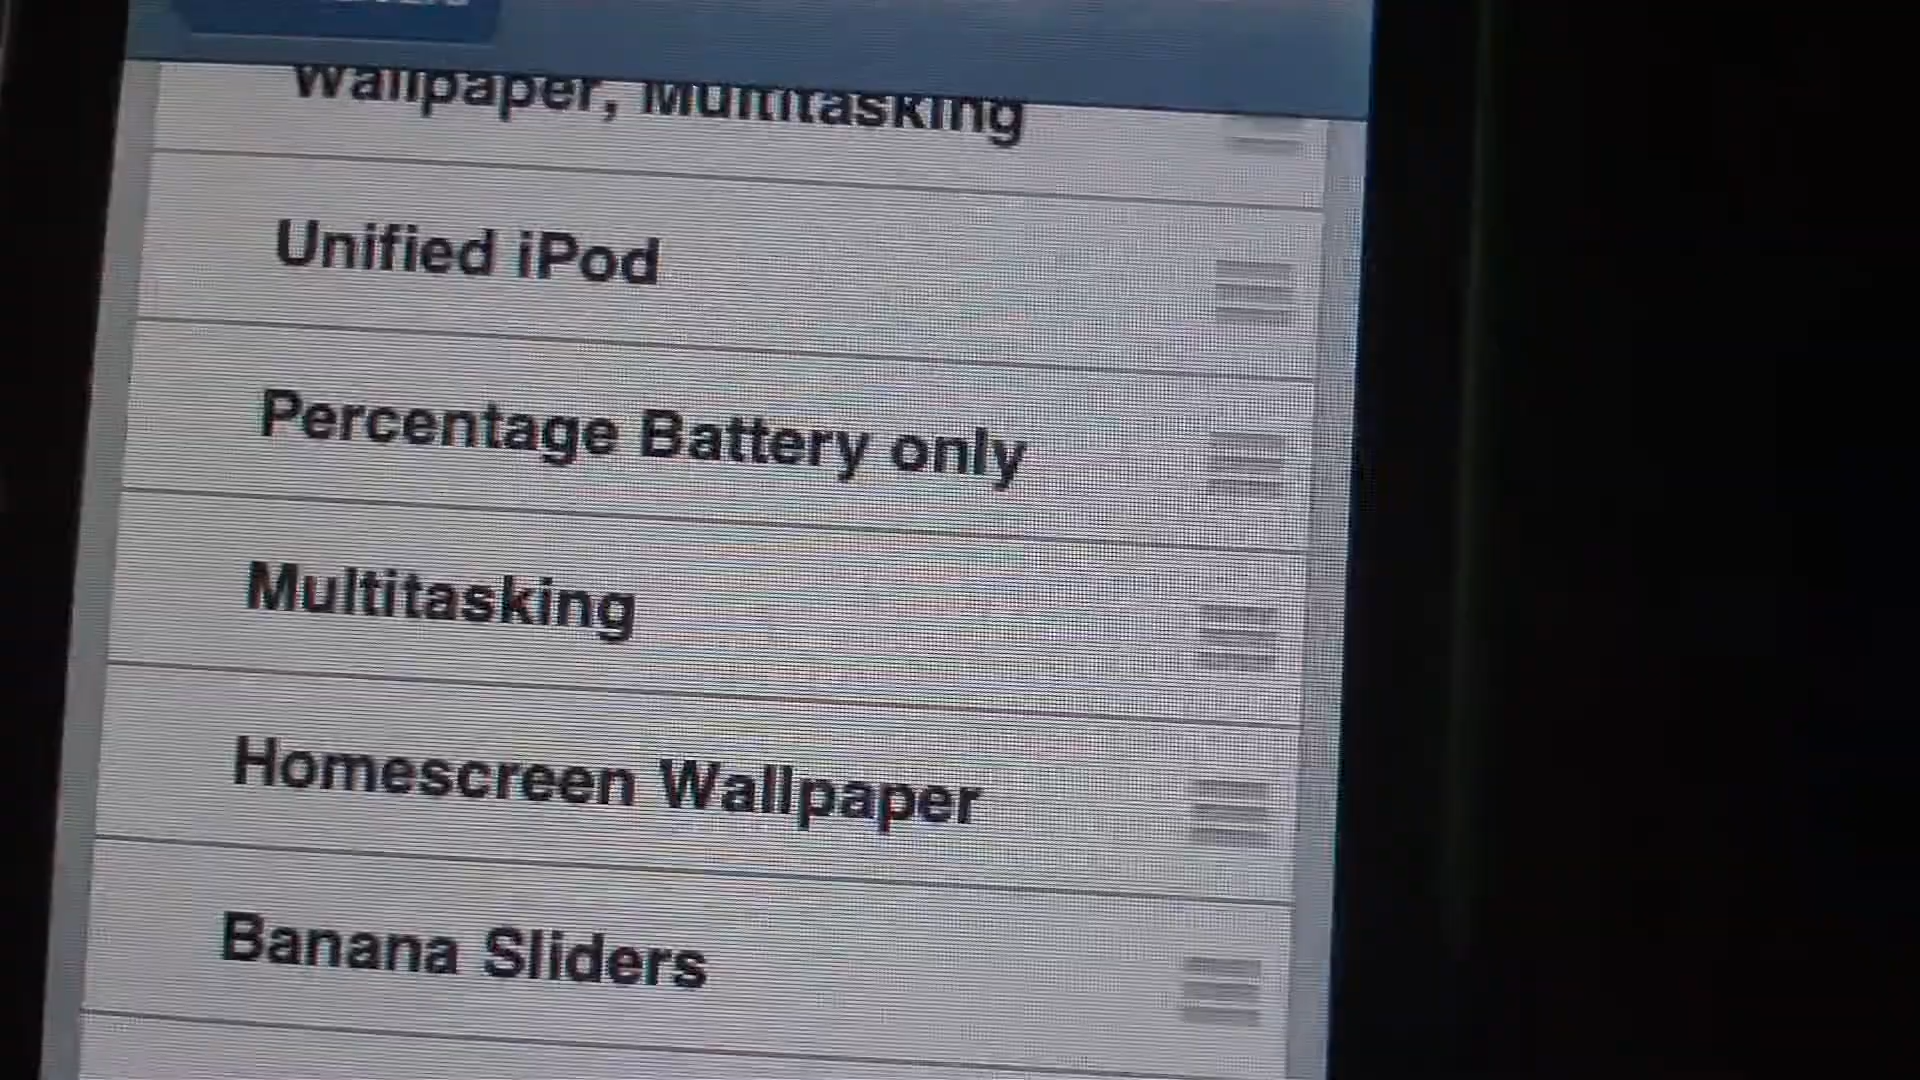 Wallpaper, Multitasking
Unified iPod
Percentage Battery only
Multitasking
Homescreen Wallpaper
Banana Sliders